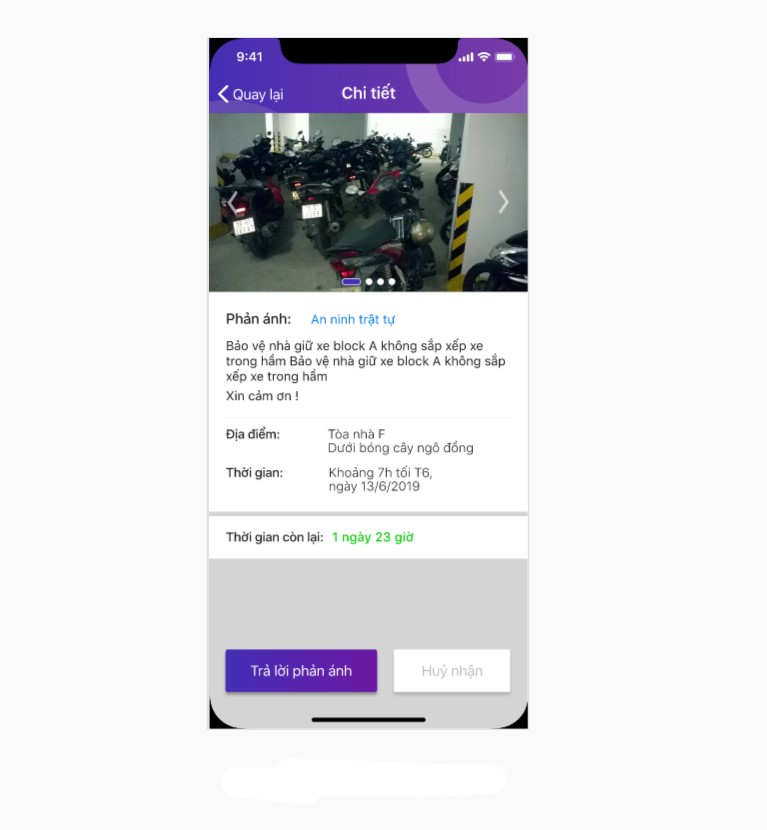 9:41
Quay lại
Chi tiết
Phản ánh: An ninh trật tự
Bảo vệ nhà giữ xe block A không sắp xếp xe
trong hầm Bảo vệ nhà giữ xe block A không sắp
xếp xe trong hầm
Xin cảm ơn !
Địa điểm: Tòa nhà F
Dưới bóng cây ngô đồng
Thời gian: Khoảng 7h tối T6,
ngày 13/6/2019
Thời gian còn lại: 1 ngày 23 giờ
Trả lời phản ánh
Huỷ nhận